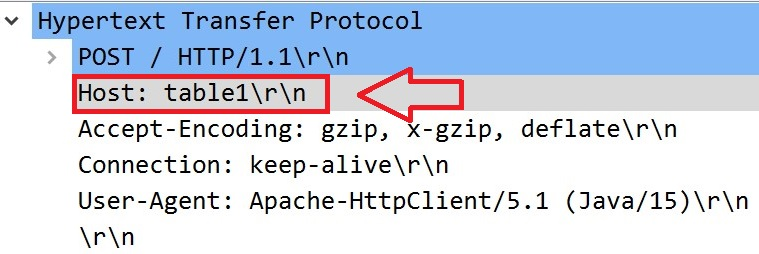 Hypertext Transfer Protocol
POST / HTTP/1.1\r\n
Host: table1\r\n
Accept-Encoding: gzip, x-gzip, deflate\r\n
Connection: keep-alive\r\n
User-Agent: Apache-HttpClient/5.1 (Java/15)\r\n
\r\n